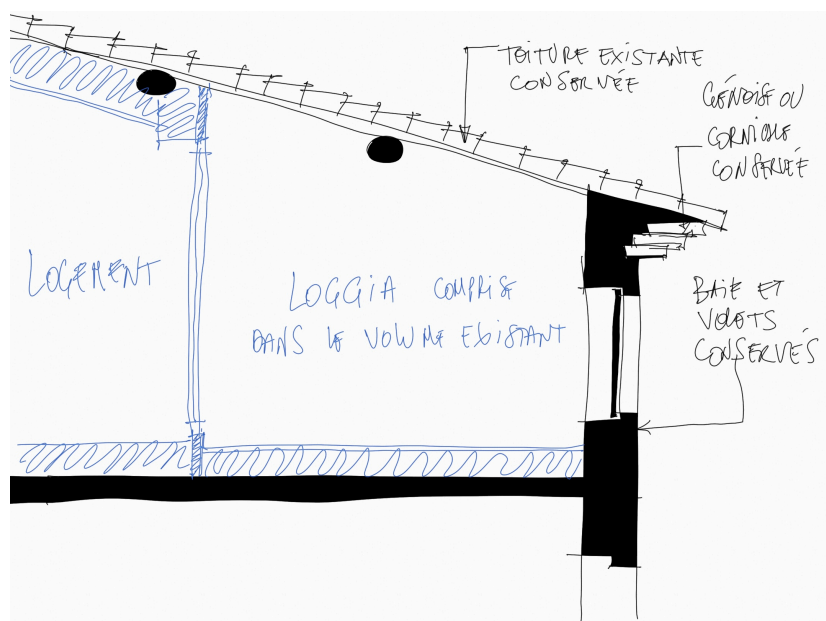 TOITURE EXISTANTE
CONSERVÉE
GÉNOISE OU
CORNICHE
CONSERVÉE
LOGEMENT
LOGGIA COMPRISE
DANS LE VOLUME EXISTANT
BAIE ET
VOLETS
CONSERVÉS